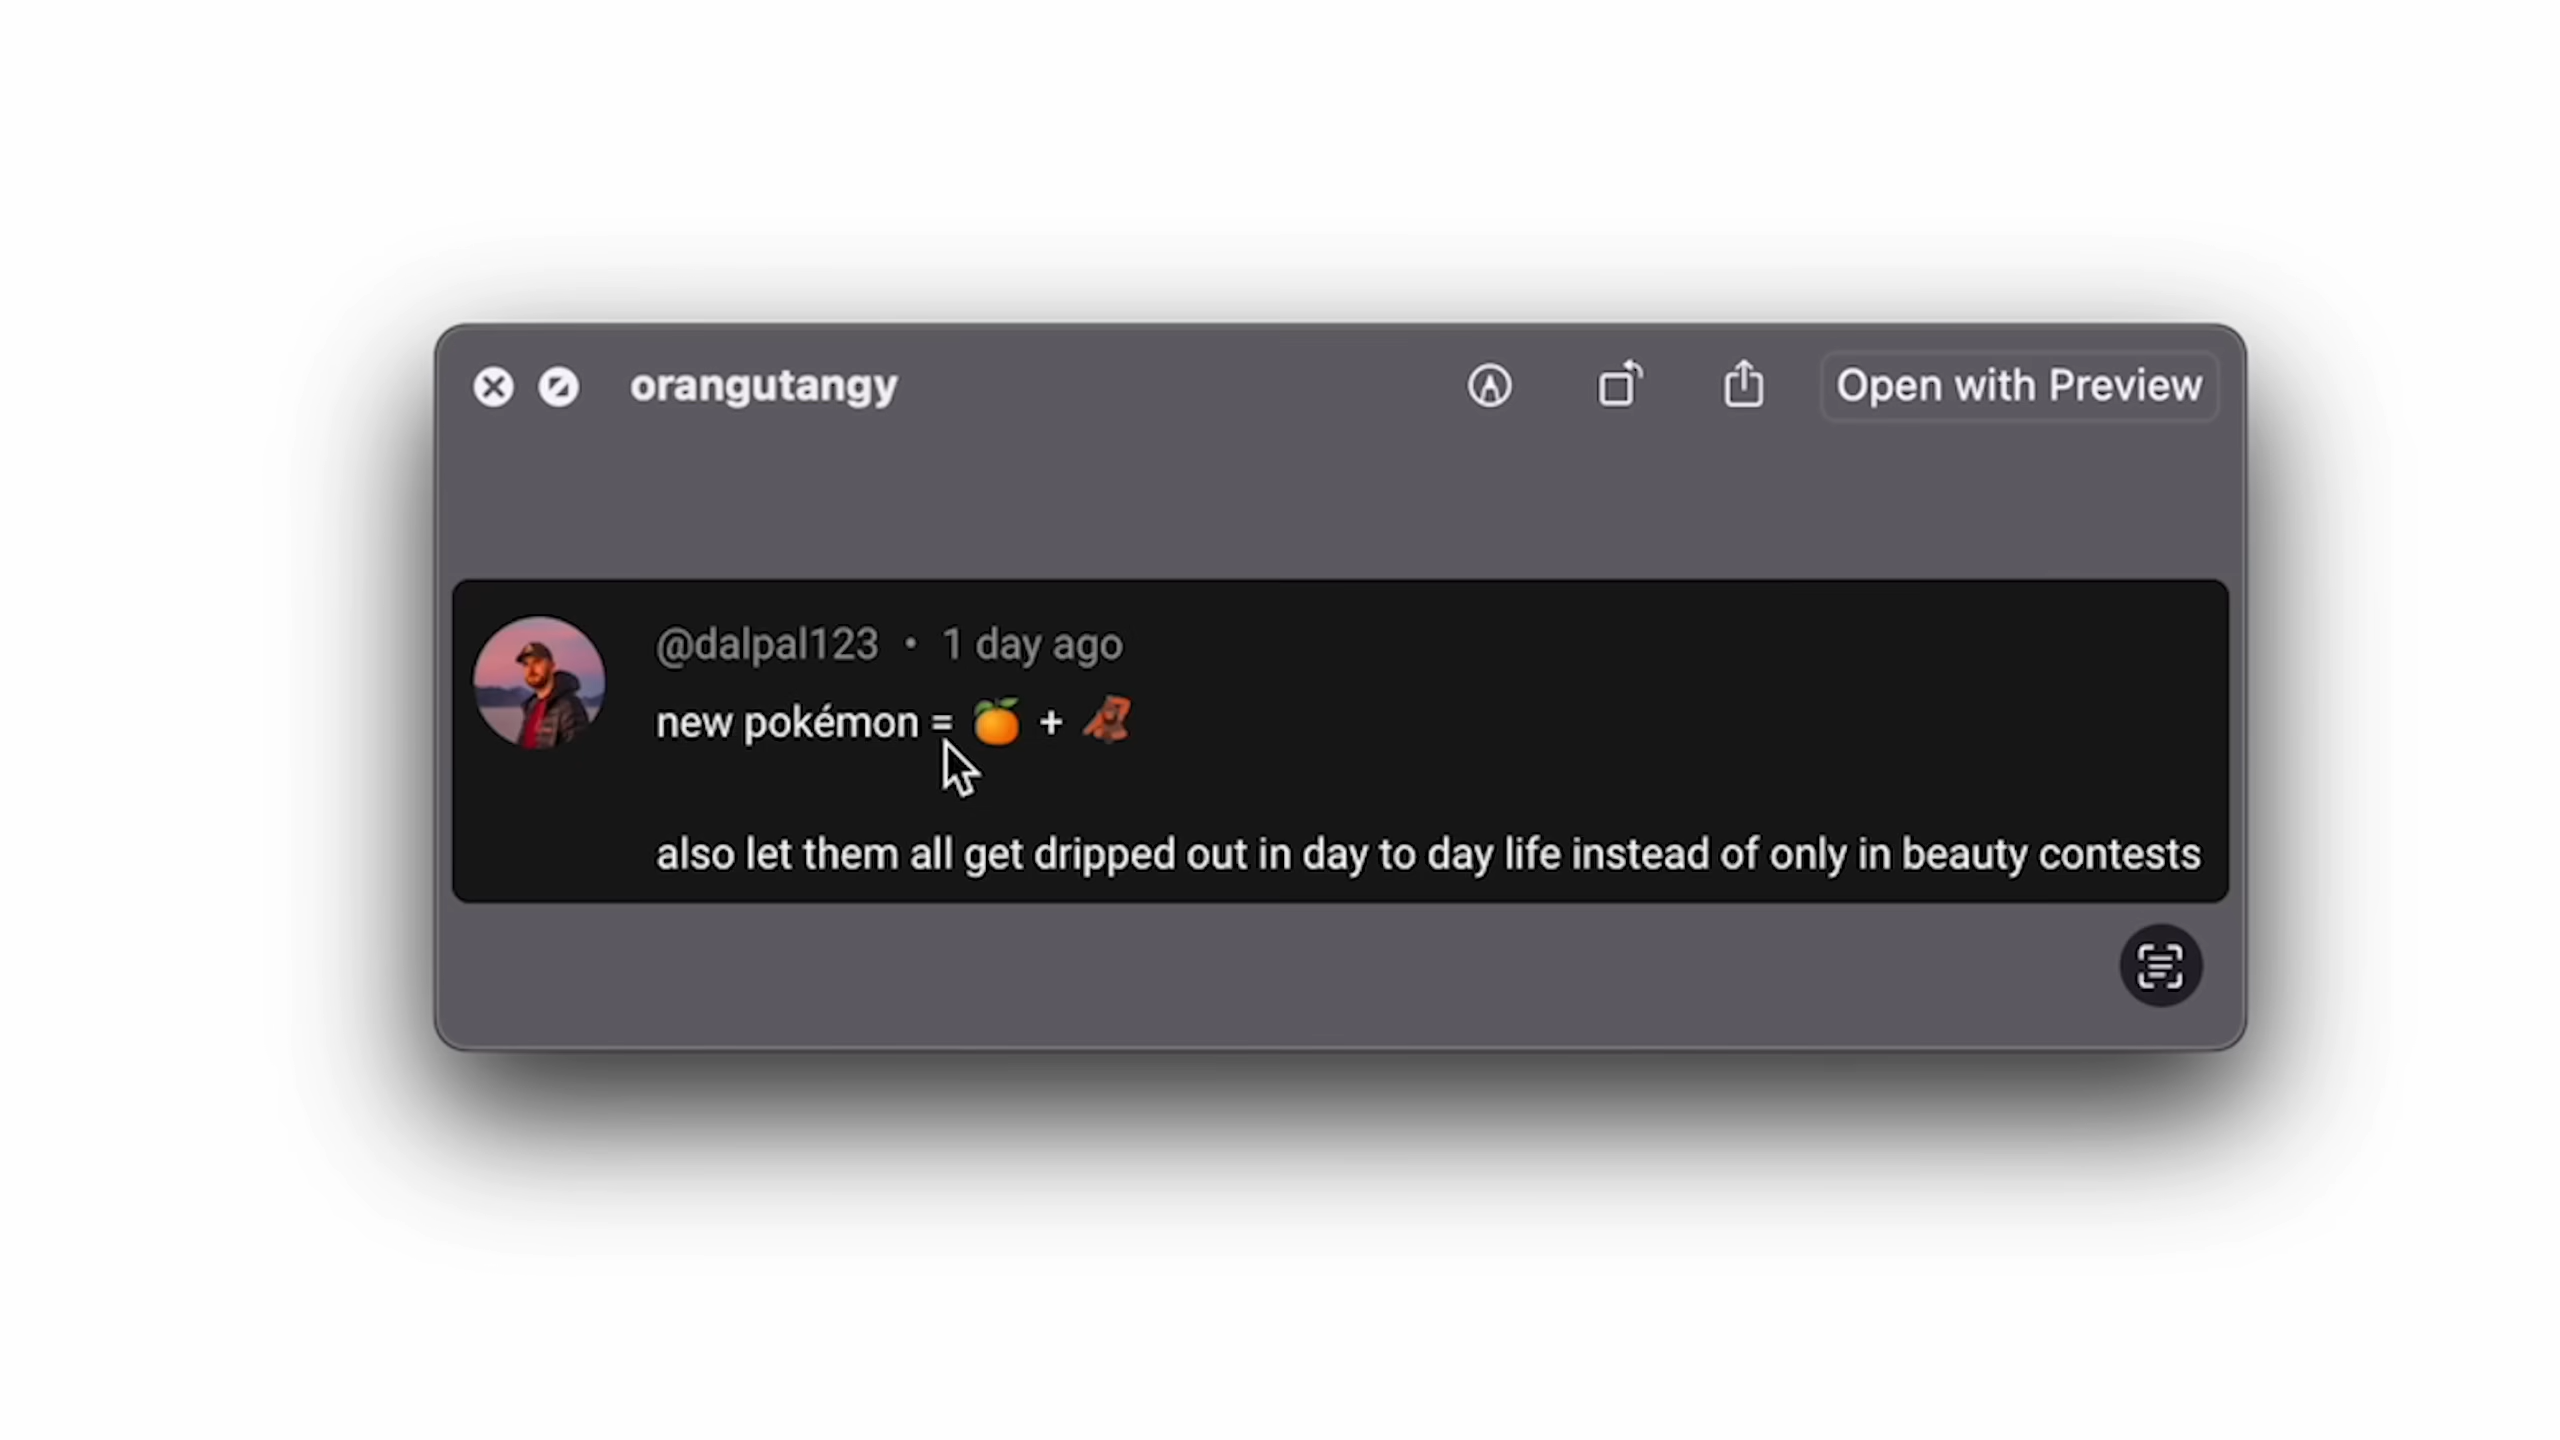 orangutangy
Open with Preview
@dalpal123 • 1 day ago
new pokémon = 🍊 + 🦧
also let them all get dripped out in day to day life instead of only in beauty contests